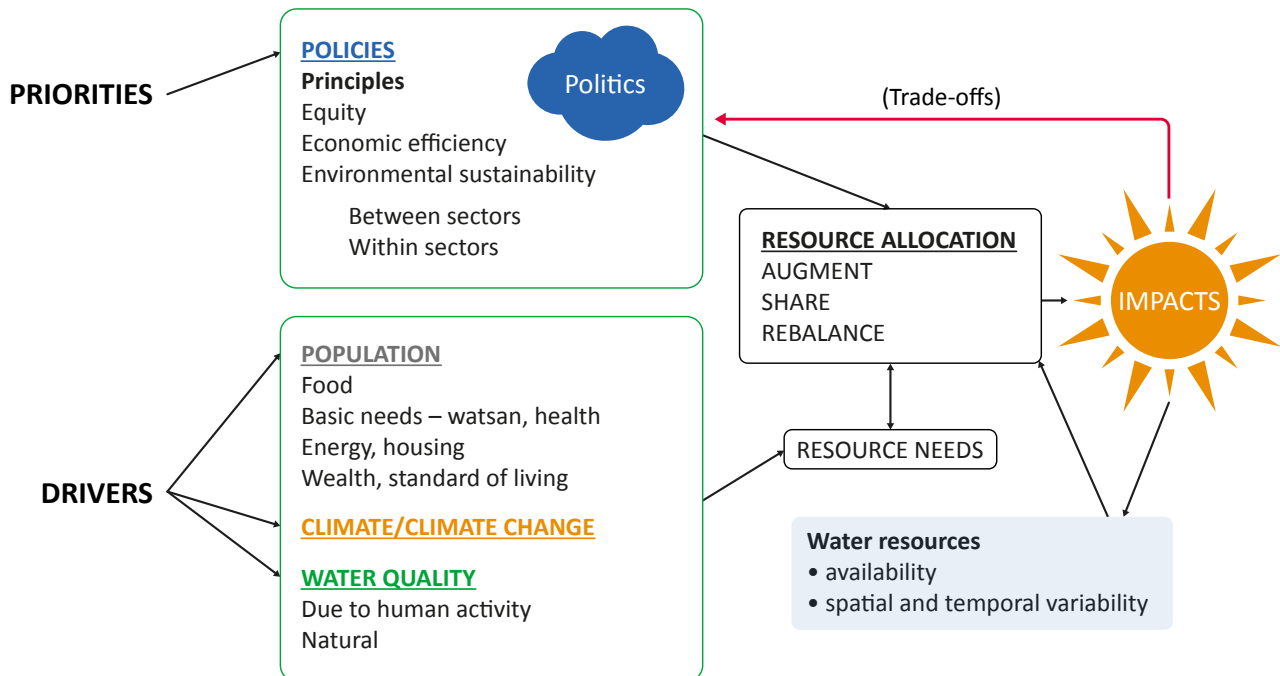 PRIORITIES
POLICIES
Principles
Equity
Economic efficiency
Environmental sustainability
Between sectors
Within sectors
Politics
(Trade-offs)
RESOURCE ALLOCATION
AUGMENT
SHARE
REBALANCE
IMPACTS
DRIVERS
POPULATION
Food
Basic needs – watsan, health
Energy, housing
Wealth, standard of living
CLIMATE/CLIMATE CHANGE
WATER QUALITY
Due to human activity
Natural
RESOURCE NEEDS
Water resources
• availability
• spatial and temporal variability